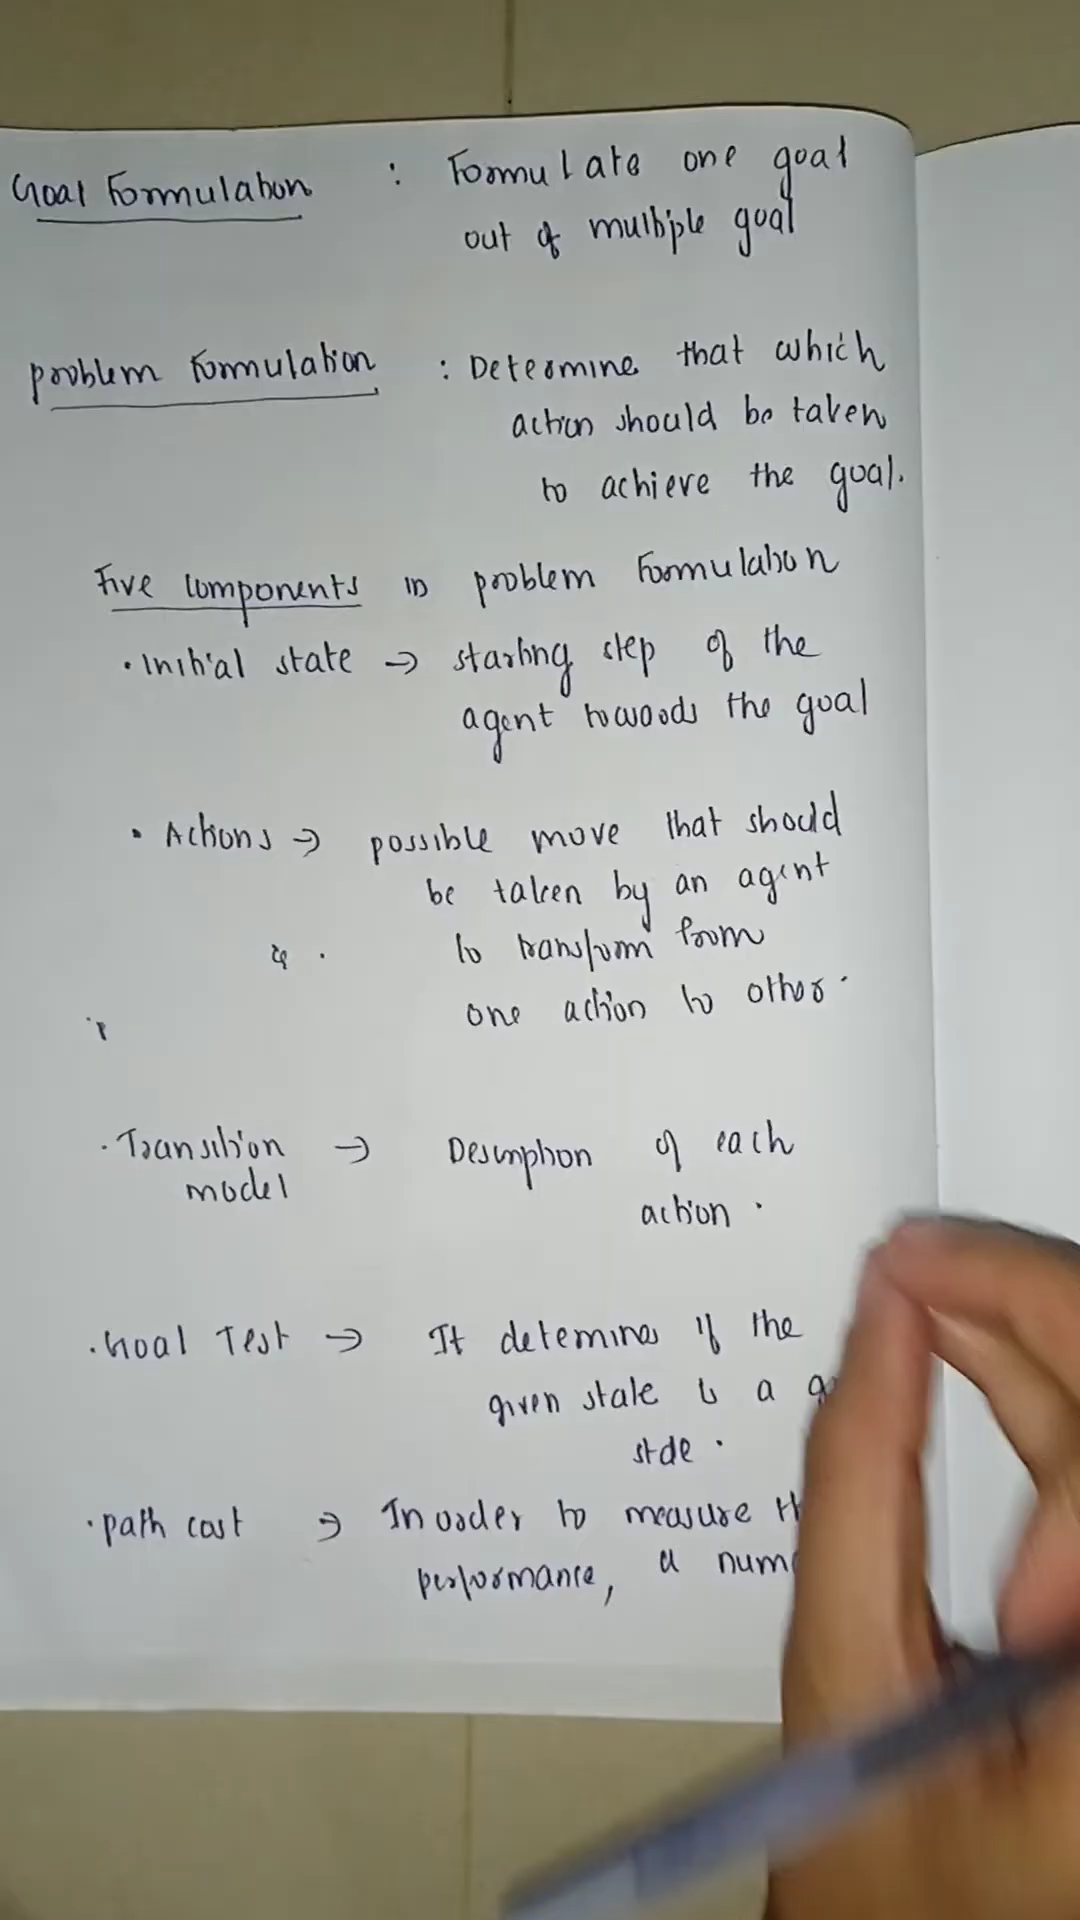 Goal Formulation : Formulate one goal
out of multiple goal
problem Formulation : Determine that which
action should be taken
to achieve the goal.
Five components in problem Formulation
• Initial state → starting step of the
agent towards the goal
• Actions → possible move that should
be taken by an agent
to transform from
one action to other.
• Transition → Description of each
model action.
• Goal Test → It determines if the
given state is a
state.
• path cost → In order to measure
performance, a